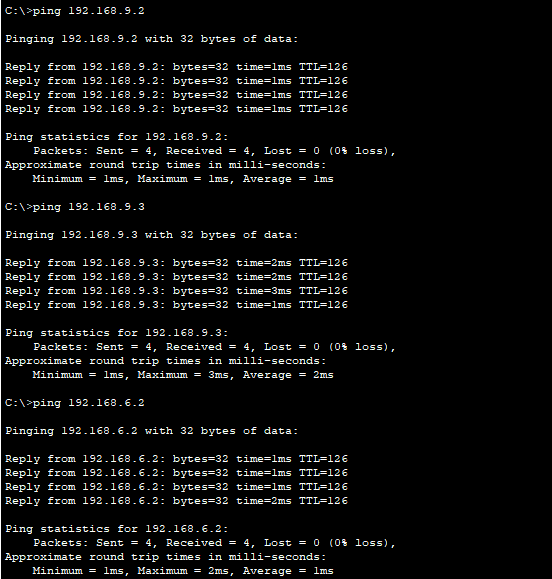 C:\>ping 192.168.9.2
Pinging 192.168.9.2 with 32 bytes of data:
Reply from 192.168.9.2: bytes=32 time=1ms TTL=126
Reply from 192.168.9.2: bytes=32 time=1ms TTL=126
Reply from 192.168.9.2: bytes=32 time=1ms TTL=126
Reply from 192.168.9.2: bytes=32 time=1ms TTL=126
Ping statistics for 192.168.9.2:
Packets: Sent = 4, Received = 4, Lost = 0 (0% loss),
Approximate round trip times in milli-seconds:
Minimum = 1ms, Maximum = 1ms, Average = 1ms
C:\>ping 192.168.9.3
Pinging 192.168.9.3 with 32 bytes of data:
Reply from 192.168.9.3: bytes=32 time=2ms TTL=126
Reply from 192.168.9.3: bytes=32 time=2ms TTL=126
Reply from 192.168.9.3: bytes=32 time=3ms TTL=126
Reply from 192.168.9.3: bytes=32 time=1ms TTL=126
Ping statistics for 192.168.9.3:
Packets: Sent = 4, Received = 4, Lost = 0 (0% loss),
Approximate round trip times in milli-seconds:
Minimum = 1ms, Maximum = 3ms, Average = 2ms
C:\>ping 192.168.6.2
Pinging 192.168.6.2 with 32 bytes of data:
Reply from 192.168.6.2: bytes=32 time=1ms TTL=126
Reply from 192.168.6.2: bytes=32 time=1ms TTL=126
Reply from 192.168.6.2: bytes=32 time=1ms TTL=126
Reply from 192.168.6.2: bytes=32 time=2ms TTL=126
Ping statistics for 192.168.6.2:
Packets: Sent = 4, Received = 4, Lost = 0 (0% loss),
Approximate round trip times in milli-seconds:
Minimum = 1ms, Maximum = 2ms, Average = 1ms